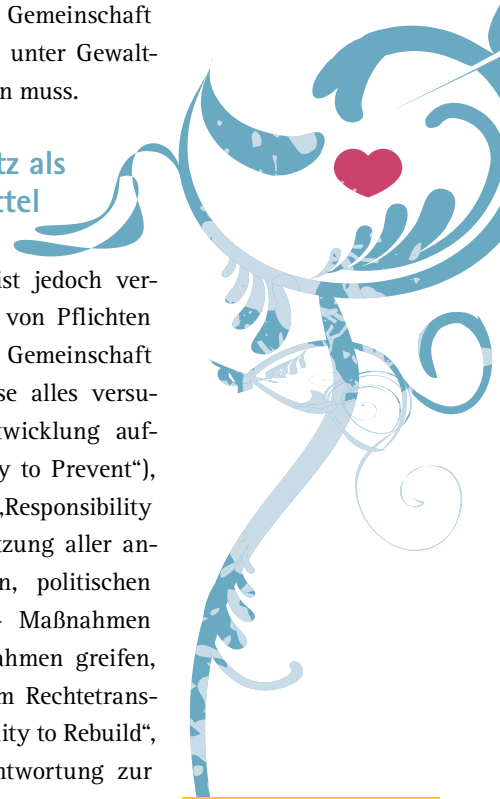 Gemeinschaft
unter Gewalt-
n muss.
tz als
ttel
ist jedoch ver-
von Pflichten
Gemeinschaft
se alles versu-
twicklung auf-
y to Prevent“),
„Responsibility
tzung aller an-
n, politischen
- Maßnahmen
ahmen greifen,
m Rechtetrans-
ity to Rebuild“,
ntwortung zur